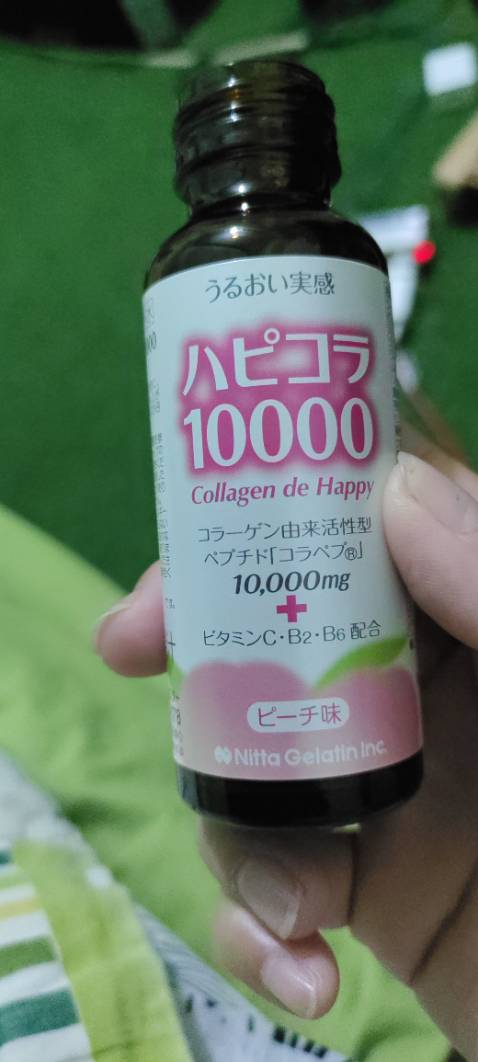 うるおい実感
ハピコラ
10000
Collagen de Happy
コラーゲン由来活性型
ペプチド「コラペプ®」
10,000mg
+
ビタミンC・B2・B6 配合
ピーチ味
Nitta Gelatin Inc.